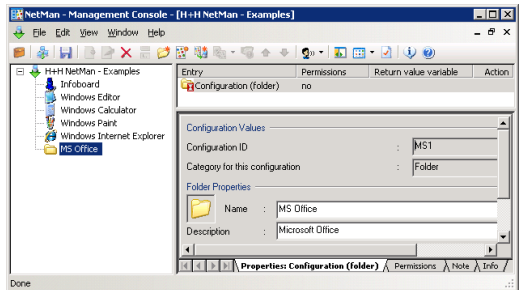 NetMan - Management Console - [H+H NetMan - Examples]
File Edit View Window Help
H+H NetMan - Examples
Infoboard
Windows Editor
Windows Calculator
Windows Paint
Windows Internet Explorer
MS Office
Entry Permissions Return value variable Action
Configuration (folder) no
Configuration Values
Configuration ID : MS1
Category for this configuration : Folder
Folder Properties
Name : MS Office
Description : Microsoft Office
Properties: Configuration (folder) Permissions Note Info
Done